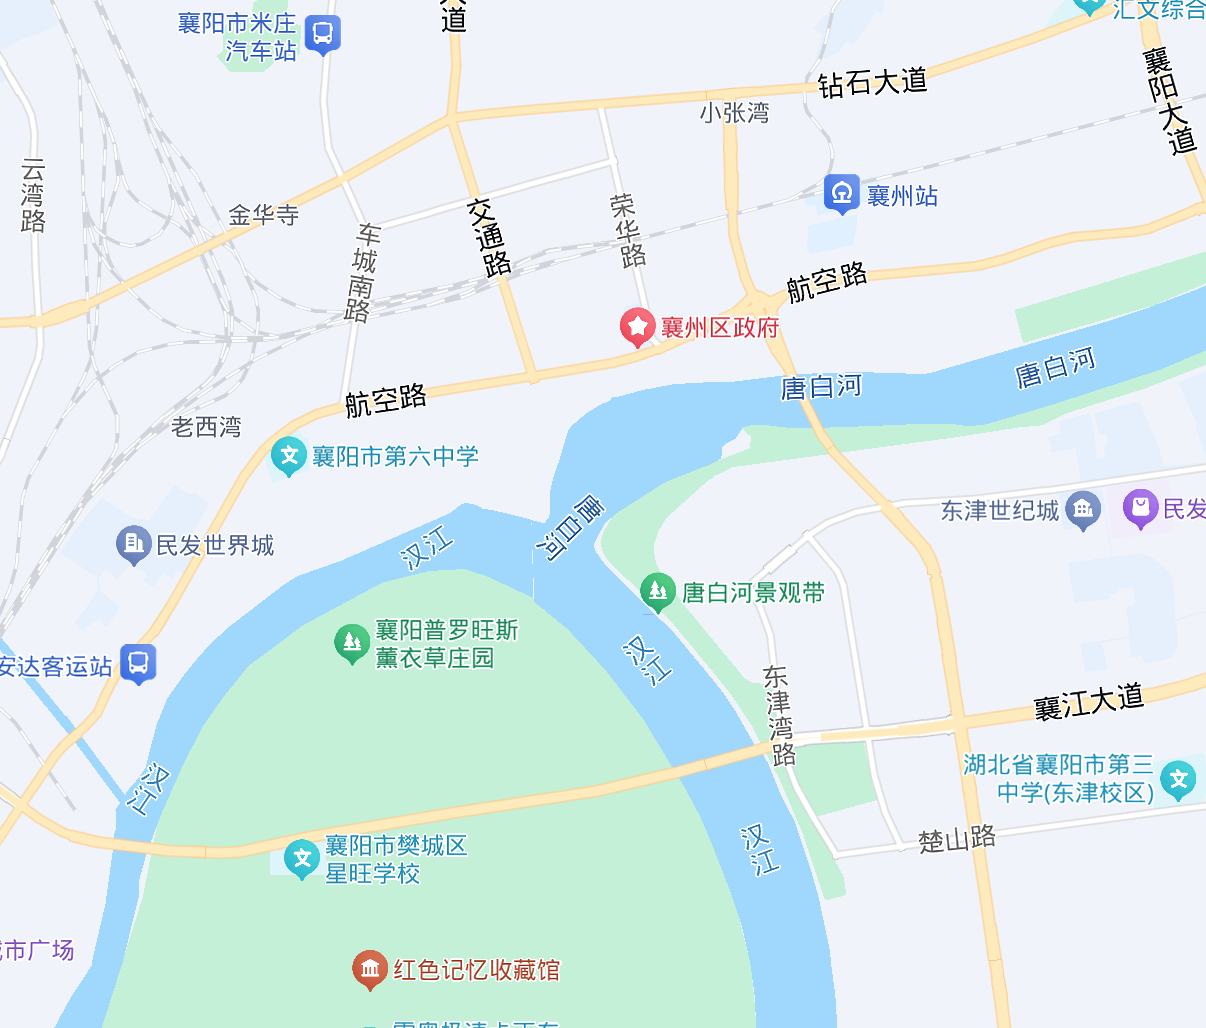 襄阳市米庄
汽车站
大道
汇文综合
钻石大道
襄阳大道
小张湾
云湾路
金华寺
车城南路
交通路
荣华路
襄州站
航空路
襄州区政府
唐白河
唐白河
航空路
老西湾
襄阳市第六中学
唐白河
东津世纪城
民发
民发世界城
汉江
唐白河景观带
襄阳普罗旺斯
薰衣草庄园
安达客运站
汉江
东津湾路
襄江大道
汉江
湖北省襄阳市第三
中学(东津校区)
襄阳市樊城区
星旺学校
汉江
楚山路
市广场
红色记忆收藏馆